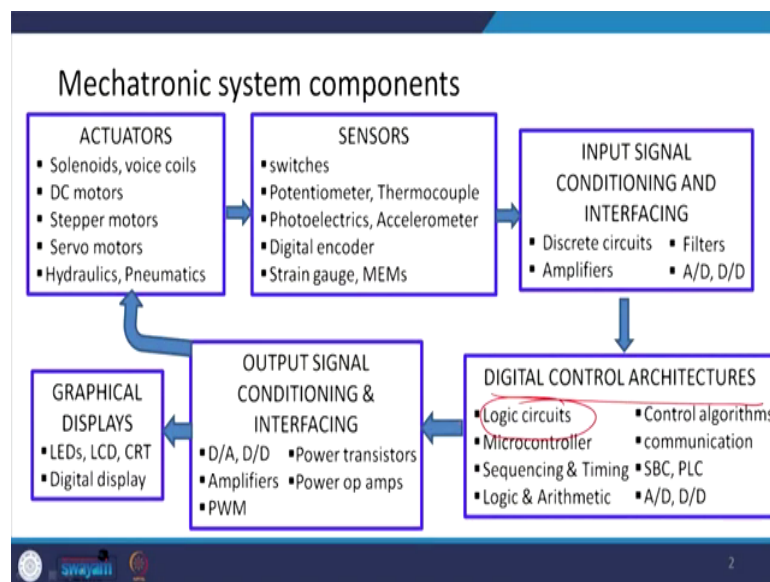 Mechatronic system components
ACTUATORS
▪ Solenoids, voice coils
▪ DC motors
▪ Stepper motors
▪ Servo motors
▪ Hydraulics, Pneumatics
SENSORS
▪ switches
▪ Potentiometer, Thermocouple
▪ Photoelectrics, Accelerometer
▪ Digital encoder
▪ Strain gauge, MEMs
INPUT SIGNAL
CONDITIONING AND
INTERFACING
▪ Discrete circuits ▪ Filters
▪ Amplifiers ▪ A/D, D/D
DIGITAL CONTROL ARCHITECTURES
▪ Logic circuits ▪ Control algorithms
▪ Microcontroller ▪ communication
▪ Sequencing & Timing ▪ SBC, PLC
▪ Logic & Arithmetic ▪ A/D, D/D
OUTPUT SIGNAL
CONDITIONING &
INTERFACING
▪ D/A, D/D ▪ Power transistors
▪ Amplifiers ▪ Power op amps
▪ PWM
GRAPHICAL
DISPLAYS
▪ LEDs, LCD, CRT
▪ Digital display
swayam
2